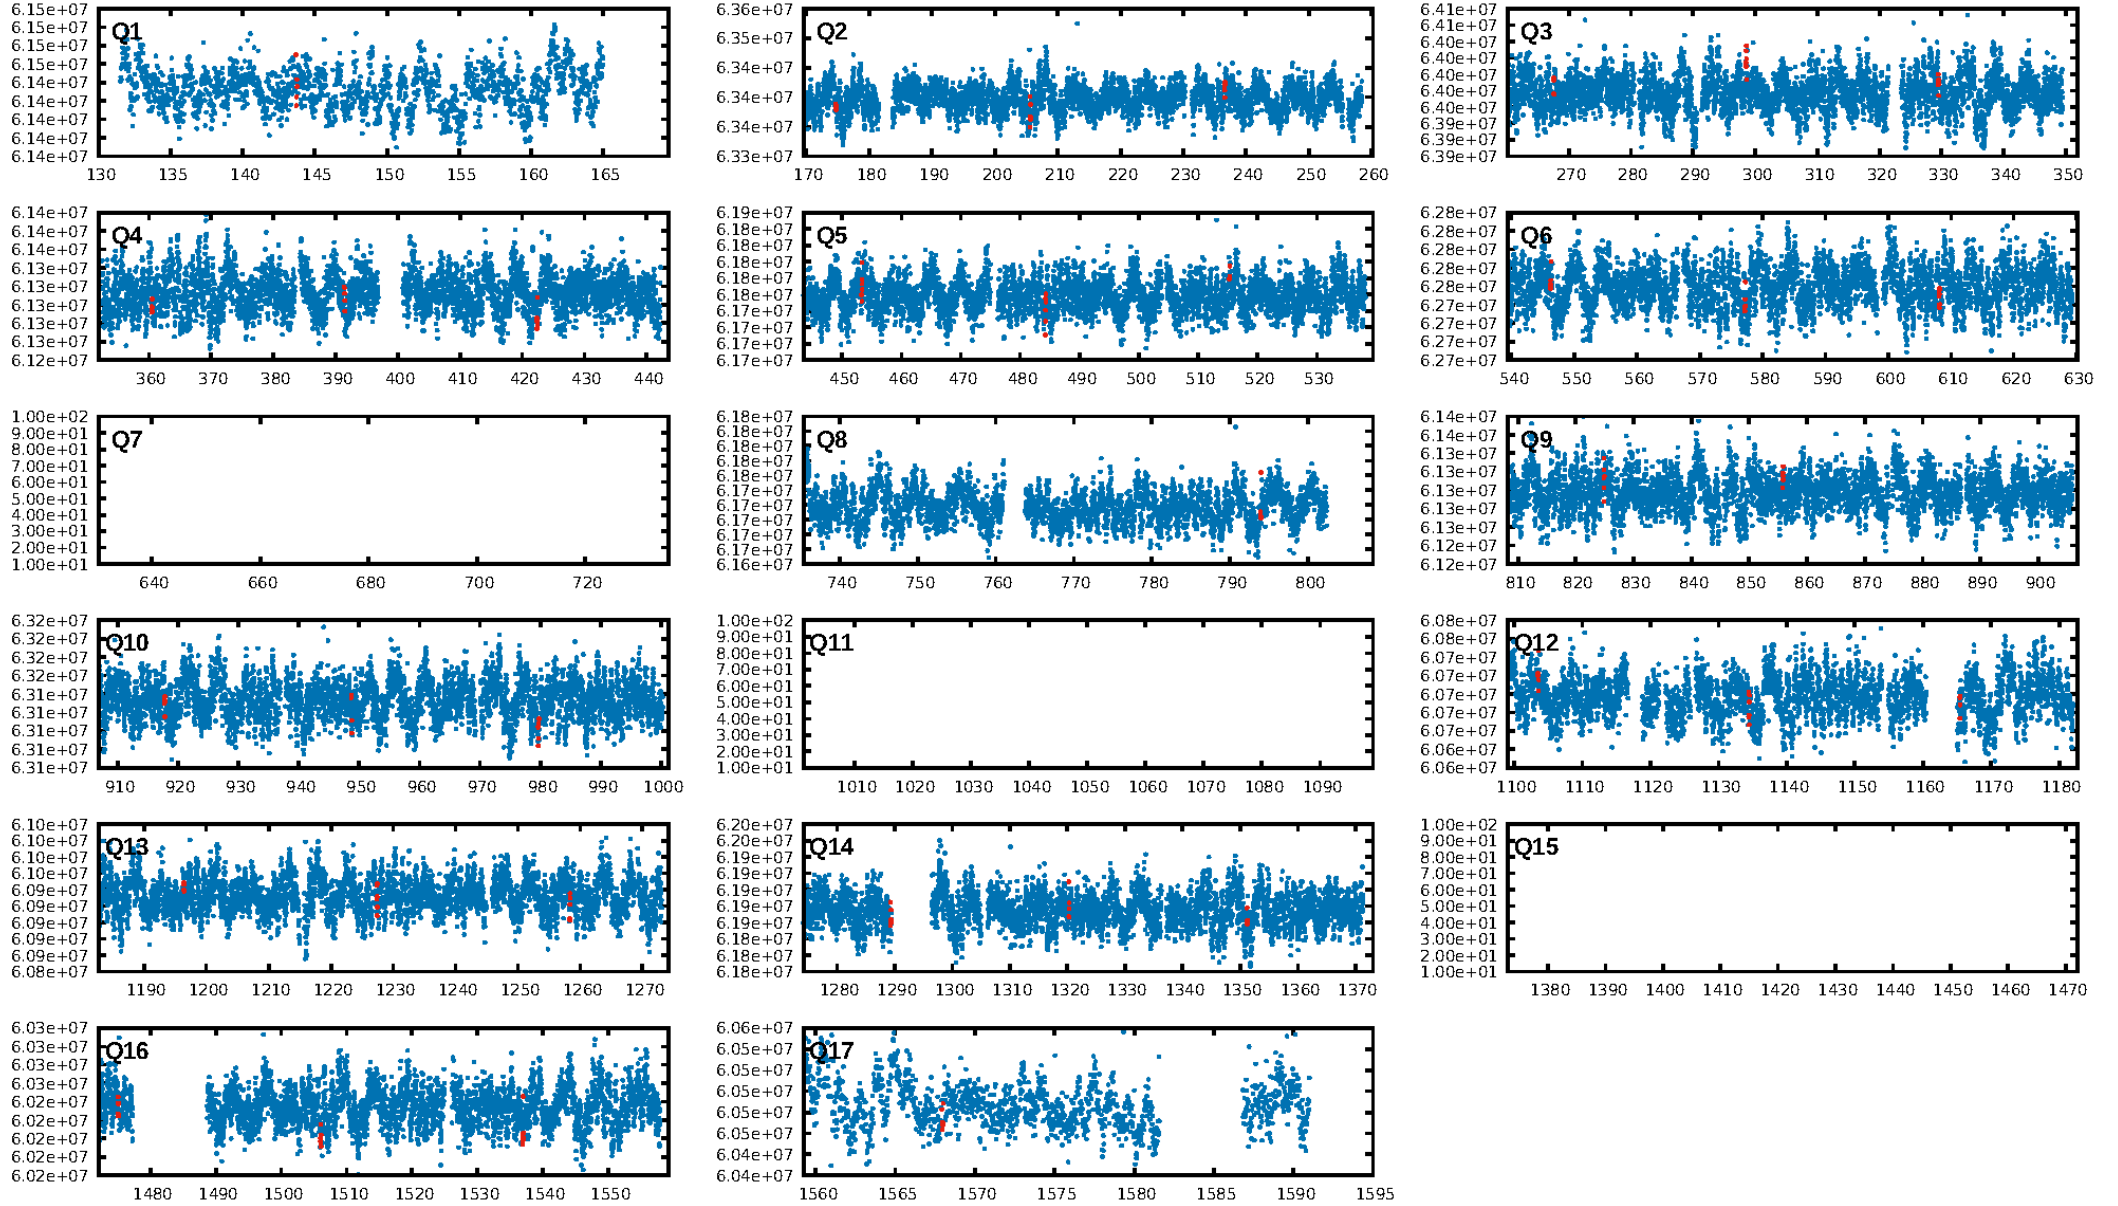 6.15e+07 6.15e+07 6.15e+07 6.15e+07 6.14e+07 6.14e+07 6.14e+07 6.14e+07 6.14e+07
Q1
130 135 140 145 150 155 160 165
6.36e+07 6.35e+07 6.34e+07 6.34e+07 6.34e+07 6.33e+07
Q2
170 180 190 200 210 220 230 240 250 260
6.41e+07 6.41e+07 6.40e+07 6.40e+07 6.40e+07 6.40e+07 6.40e+07 6.39e+07 6.39e+07 6.39e+07
Q3
270 280 290 300 310 320 330 340 350
6.14e+07 6.14e+07 6.14e+07 6.13e+07 6.13e+07 6.13e+07 6.13e+07 6.13e+07 6.12e+07
Q4
360 370 380 390 400 410 420 430 440
6.19e+07 6.18e+07 6.18e+07 6.18e+07 6.18e+07 6.18e+07 6.17e+07 6.17e+07 6.17e+07 6.17e+07
Q5
450 460 470 480 490 500 510 520 530
6.28e+07 6.28e+07 6.28e+07 6.28e+07 6.28e+07 6.27e+07 6.27e+07 6.27e+07 6.27e+07
Q6
540 550 560 570 580 590 600 610 620 630
1.00e+02 9.00e+01 8.00e+01 7.00e+01 6.00e+01 5.00e+01 4.00e+01 3.00e+01 2.00e+01 1.00e+01
Q7
640 660 680 700 720
6.18e+07 6.18e+07 6.18e+07 6.18e+07 6.17e+07 6.17e+07 6.17e+07 6.17e+07 6.17e+07 6.16e+07 6.16e+07
Q8
740 750 760 770 780 790 800
6.14e+07 6.14e+07 6.13e+07 6.13e+07 6.13e+07 6.13e+07 6.13e+07 6.12e+07 6.12e+07
Q9
810 820 830 840 850 860 870 880 890 900
6.32e+07 6.32e+07 6.32e+07 6.32e+07 6.31e+07 6.31e+07 6.31e+07 6.31e+07 6.31e+07
Q10
910 920 930 940 950 960 970 980 990 1000
1.00e+02 9.00e+01 8.00e+01 7.00e+01 6.00e+01 5.00e+01 4.00e+01 3.00e+01 2.00e+01 1.00e+01
Q11
1010 1020 1030 1040 1050 1060 1070 1080 1090
6.08e+07 6.08e+07 6.07e+07 6.07e+07 6.07e+07 6.07e+07 6.07e+07 6.06e+07 6.06e+07
Q12
1100 1110 1120 1130 1140 1150 1160 1170 1180
6.10e+07 6.10e+07 6.10e+07 6.10e+07 6.09e+07 6.09e+07 6.09e+07 6.09e+07 6.09e+07 6.08e+07
Q13
1190 1200 1210 1220 1230 1240 1250 1260 1270
6.20e+07 6.19e+07 6.19e+07 6.19e+07 6.19e+07 6.19e+07 6.19e+07 6.18e+07 6.18e+07 6.18e+07
Q14
1280 1290 1300 1310 1320 1330 1340 1350 1360 1370
1.00e+02 9.00e+01 8.00e+01 7.00e+01 6.00e+01 5.00e+01 4.00e+01 3.00e+01 2.00e+01 1.00e+01
Q15
1380 1390 1400 1410 1420 1430 1440 1450 1460 1470
6.03e+07 6.03e+07 6.03e+07 6.03e+07 6.02e+07 6.02e+07 6.02e+07 6.02e+07 6.02e+07
Q16
1480 1490 1500 1510 1520 1530 1540 1550
6.06e+07 6.05e+07 6.05e+07 6.05e+07 6.05e+07 6.05e+07 6.04e+07 6.04e+07
Q17
1560 1565 1570 1575 1580 1585 1590 1595